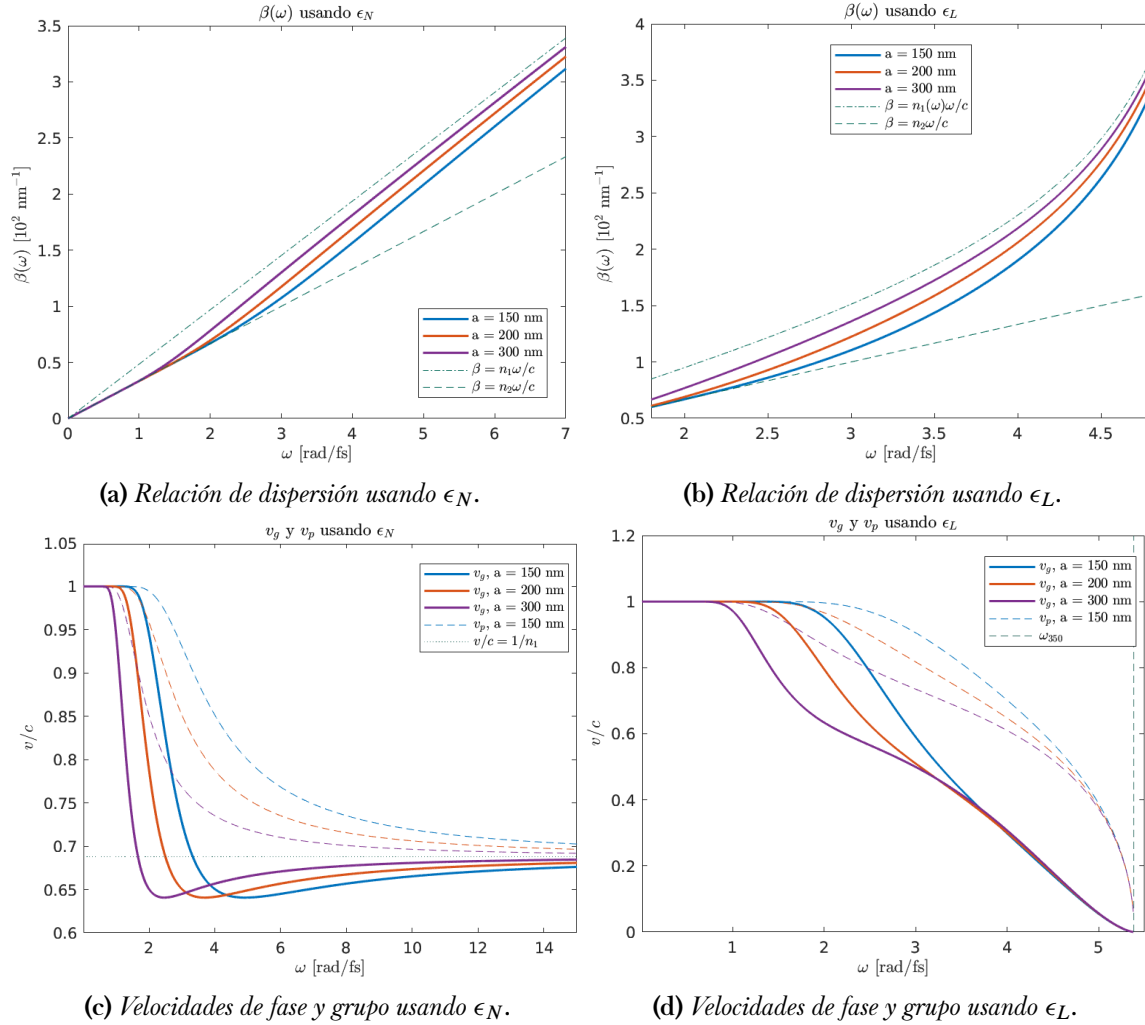 β(ω) usando ϵ_N
β(ω) [10² nm⁻¹]
3.5
3
2.5
2
1.5
1
0.5
0
a = 150 nm
a = 200 nm
a = 300 nm
β = n₁ω/c
β = n₂ω/c
0 1 2 3 4 5 6 7
ω [rad/fs]
(a) Relación de dispersión usando ϵ_N.
β(ω) usando ϵ_L
β(ω) [10² nm⁻¹]
4
3.5
3
2.5
2
1.5
1
0.5
a = 150 nm
a = 200 nm
a = 300 nm
β = n₁(ω)ω/c
β = n₂ω/c
2 2.5 3 3.5 4 4.5
ω [rad/fs]
(b) Relación de dispersión usando ϵ_L.
v_g y v_p usando ϵ_N
v/c
1.05
1
0.95
0.9
0.85
0.8
0.75
0.7
0.65
0.6
v_g, a = 150 nm
v_g, a = 200 nm
v_g, a = 300 nm
v_p, a = 150 nm
v/c = 1/n₁
2 4 6 8 10 12 14
ω [rad/fs]
(c) Velocidades de fase y grupo usando ϵ_N.
v_g y v_p usando ϵ_L
v/c
1.2
1
0.8
0.6
0.4
0.2
0
v_g, a = 150 nm
v_g, a = 200 nm
v_g, a = 300 nm
v_p, a = 150 nm
ω₃₅₀
1 2 3 4 5
ω [rad/fs]
(d) Velocidades de fase y grupo usando ϵ_L.